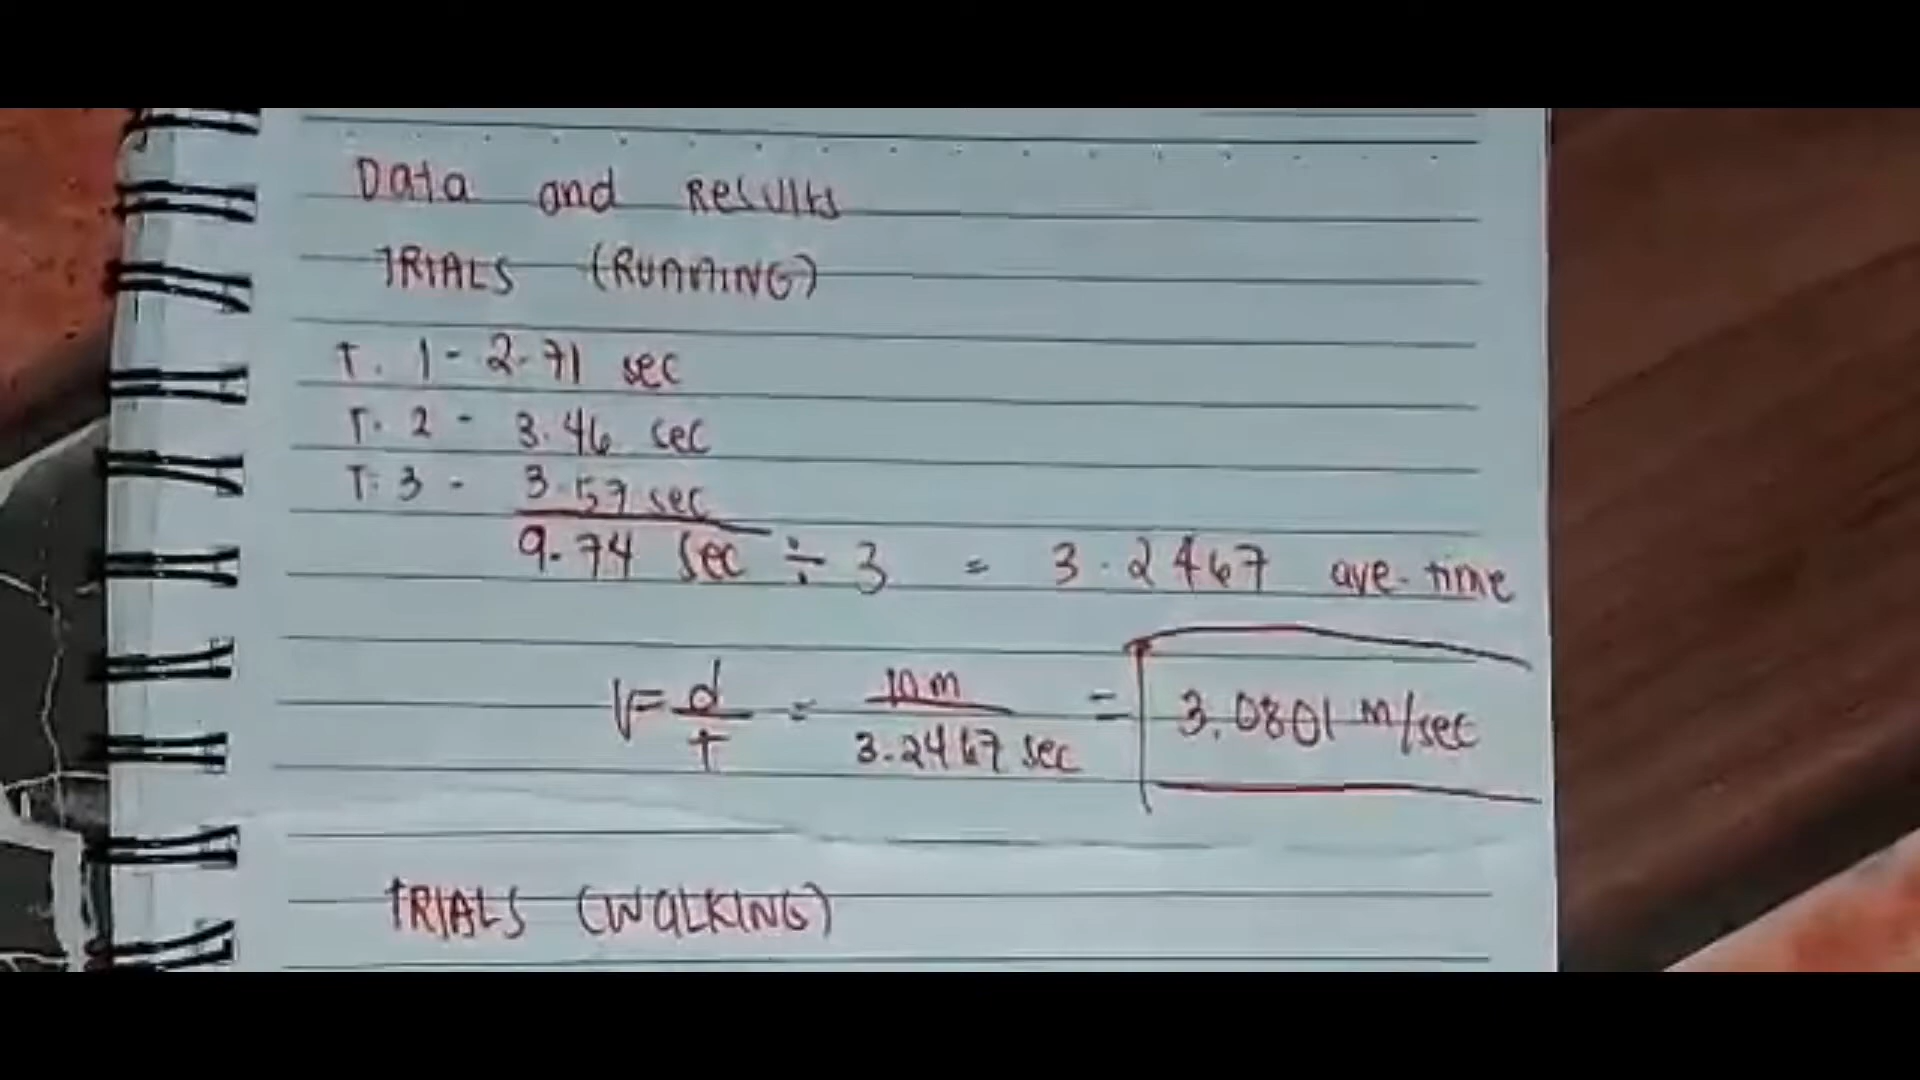 Data and Results
TRIALS (RUNNING)
T. 1 - 2.71 sec
T. 2 - 3.46 sec
T. 3 - 3.57 sec
9.74 sec ÷ 3 = 3.2467 ave. time
V = d/t = 10 m/3.2467 sec = 3.0801 m/sec
TRIALS (WALKING)